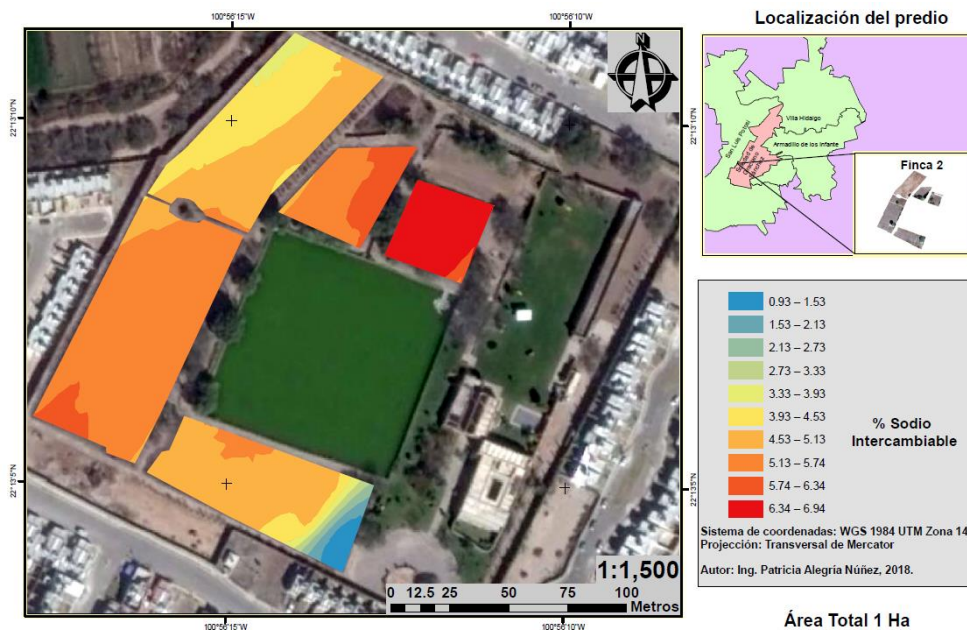 100°56'15"W
100°56'10"W
22°13'10"N
22°13'10"N
22°13'5"N
22°13'5"N
N
1:1,500
0 12.5 25 50 75 100
Metros
100°56'15"W
100°56'10"W
Localización del predio
Villa Hidalgo
San Luis Potosí
Armadillo de los Infante
Finca 2
0.93 – 1.53
1.53 – 2.13
2.13 – 2.73
2.73 – 3.33
3.33 – 3.93
3.93 – 4.53
4.53 – 5.13
5.13 – 5.74
5.74 – 6.34
6.34 – 6.94
% Sodio
Intercambiable
Sistema de coordenadas: WGS 1984 UTM Zona 14
Projección: Transversal de Mercator
Autor: Ing. Patricia Alegría Núñez, 2018.
Área Total 1 Ha